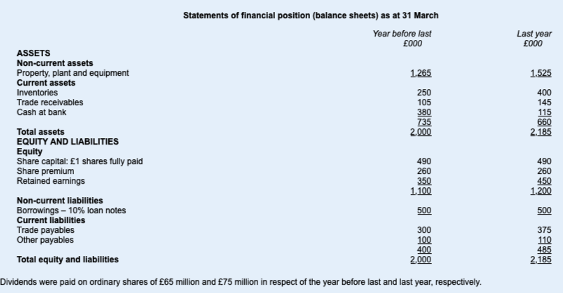 Statements of financial position (balance sheets) as at 31 March
Year before last Last year
£000 £000
ASSETS
Non-current assets
Property, plant and equipment 1,265 1,525
Current assets
Inventories 250 400
Trade receivables 105 145
Cash at bank 380 115
735 660
Total assets 2,000 2,185
EQUITY AND LIABILITIES
Equity
Share capital: £1 shares fully paid 490 490
Share premium 260 260
Retained earnings 350 450
1,100 1,200
Non-current liabilities
Borrowings – 10% loan notes 500 500
Current liabilities
Trade payables 300 375
Other payables 100 110
400 485
Total equity and liabilities 2,000 2,185
Dividends were paid on ordinary shares of £65 million and £75 million in respect of the year before last and last year, respectively.